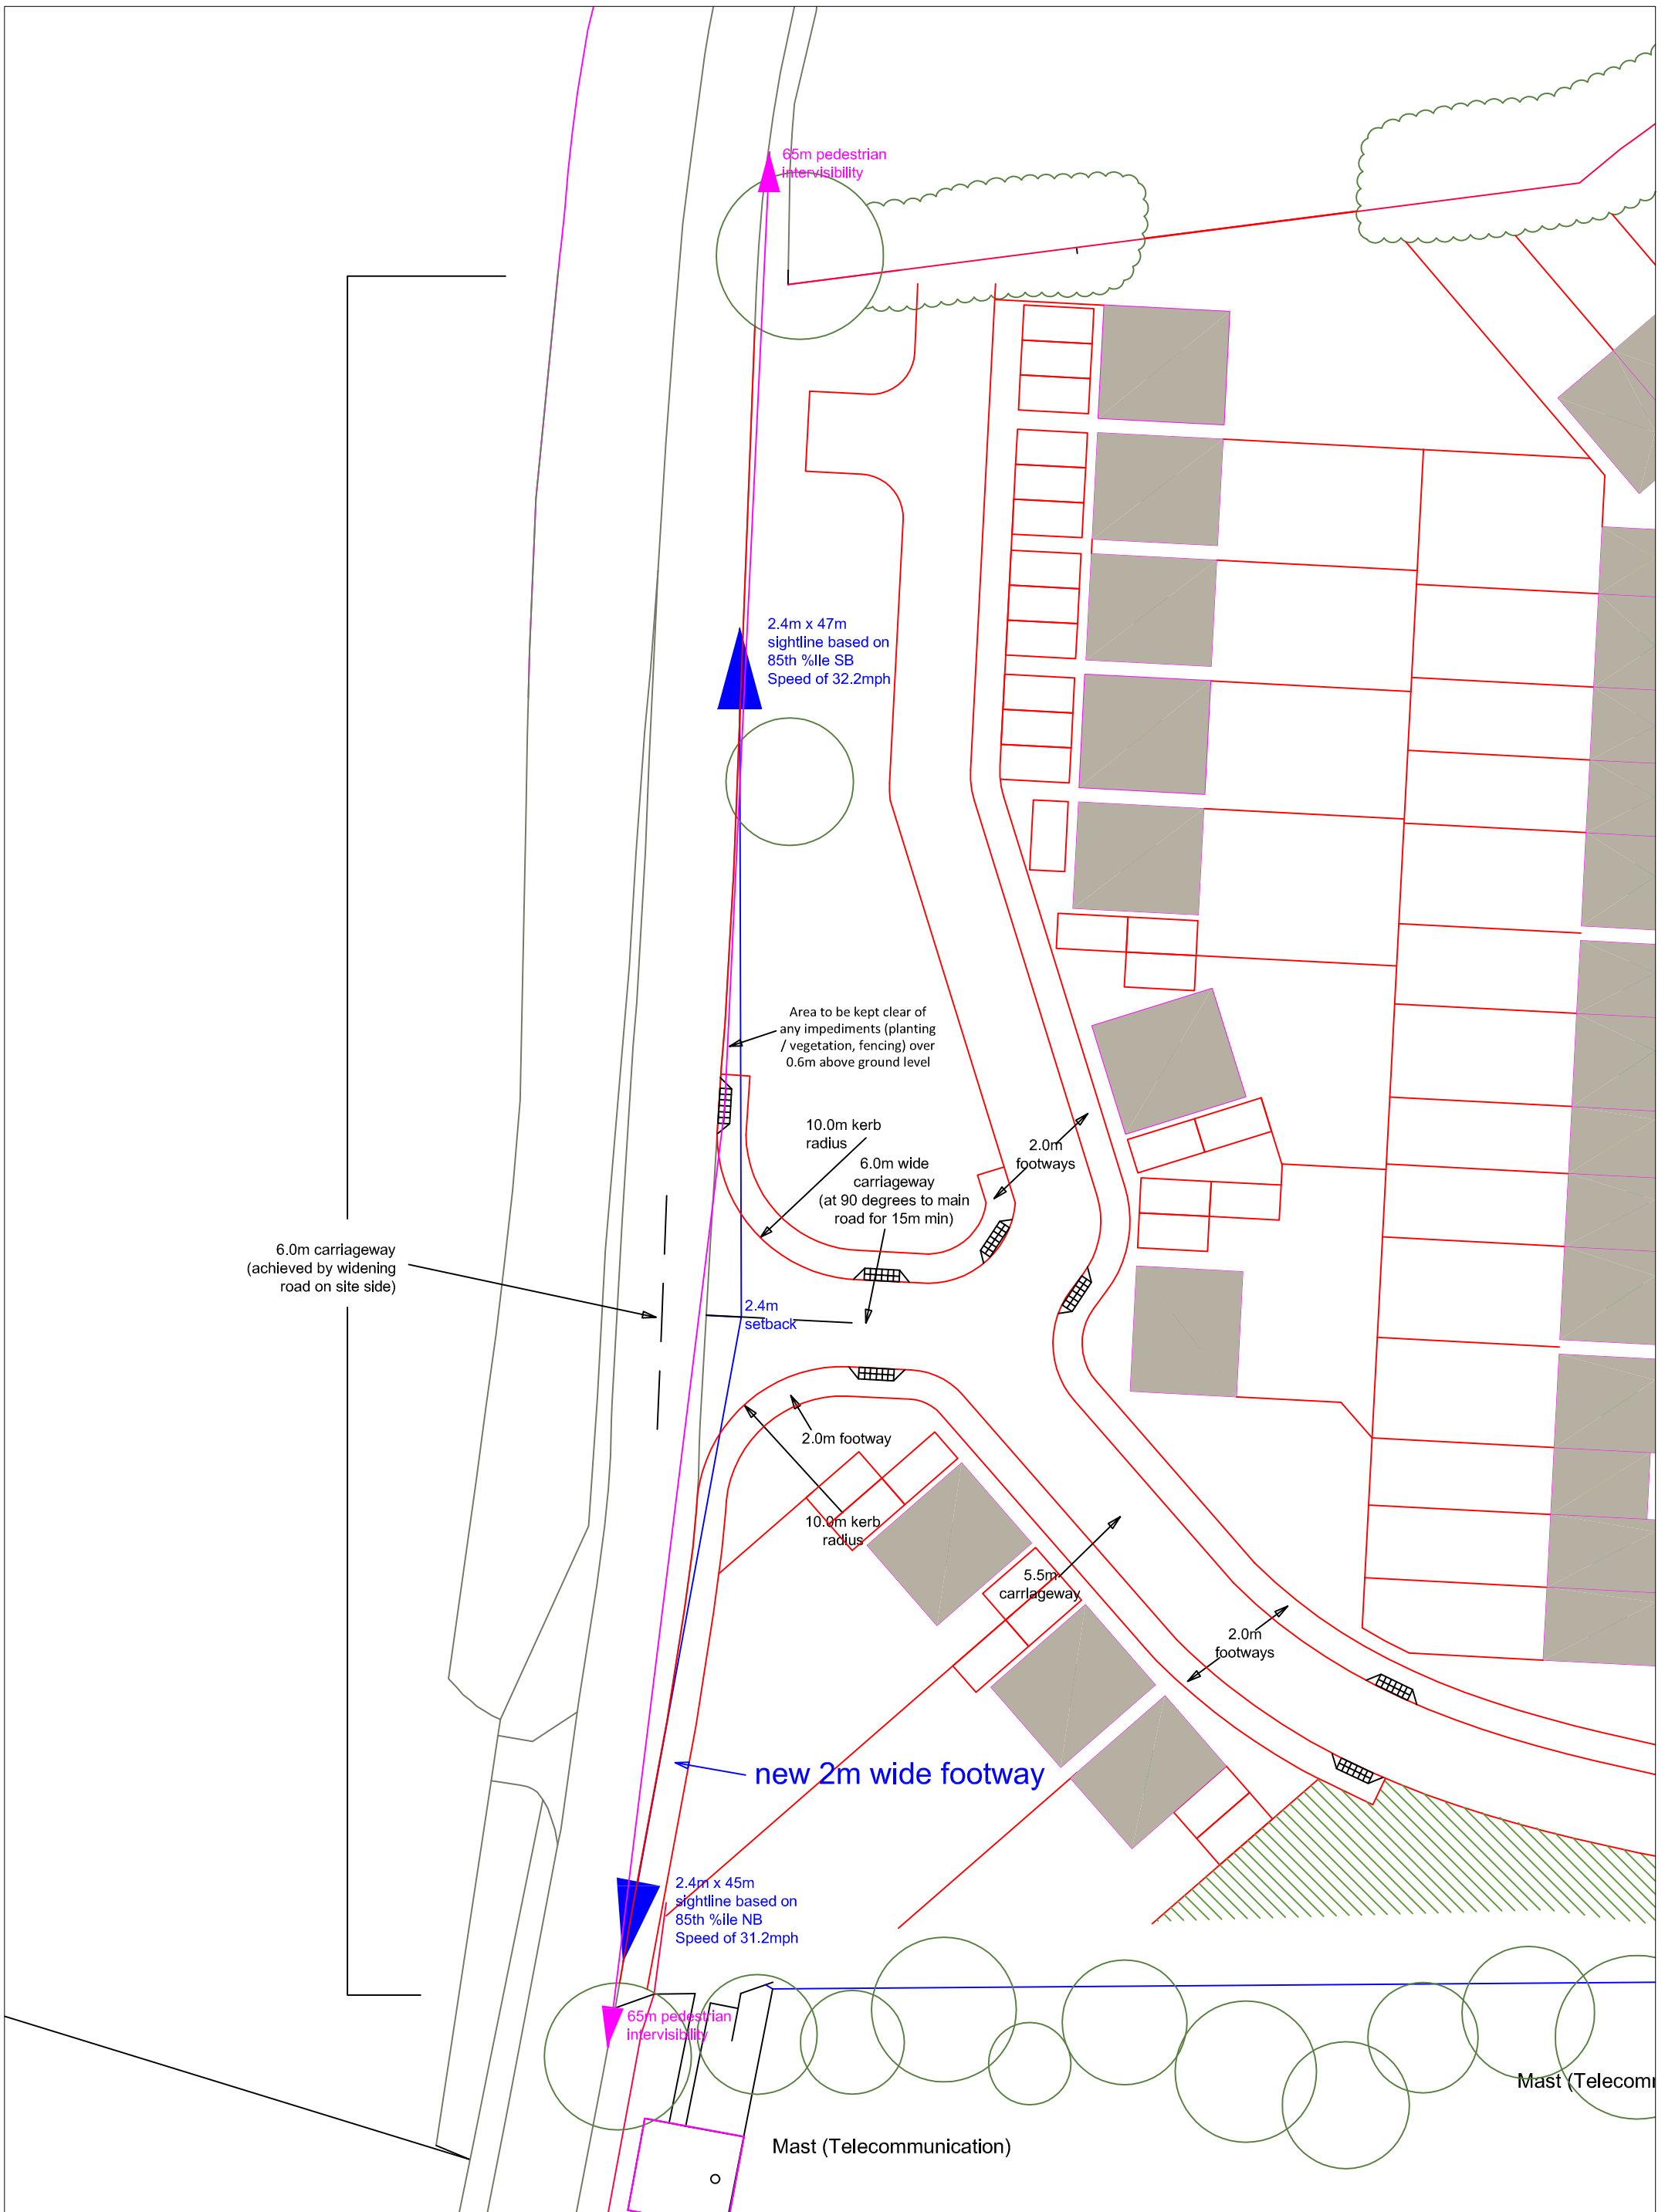 65m pedestrian
intervisibility
2.4m x 47m
sightline based on
85th %lle SB
Speed of 32.2mph
Area to be kept clear of
any impediments (planting
/ vegetation, fencing) over
0.6m above ground level
10.0m kerb
radius
6.0m wide
carriageway
(at 90 degrees to main
road for 15m min)
2.0m
footways
6.0m carriageway
(achieved by widening
road on site side)
2.4m
setback
2.0m footway
10.0m kerb
radius
5.5m
carriageway
2.0m
footways
new 2m wide footway
2.4m x 45m
sightline based on
85th %ile NB
Speed of 31.2mph
65m pedestrian
intervisibility
Mast (Telecomm
Mast (Telecommunication)